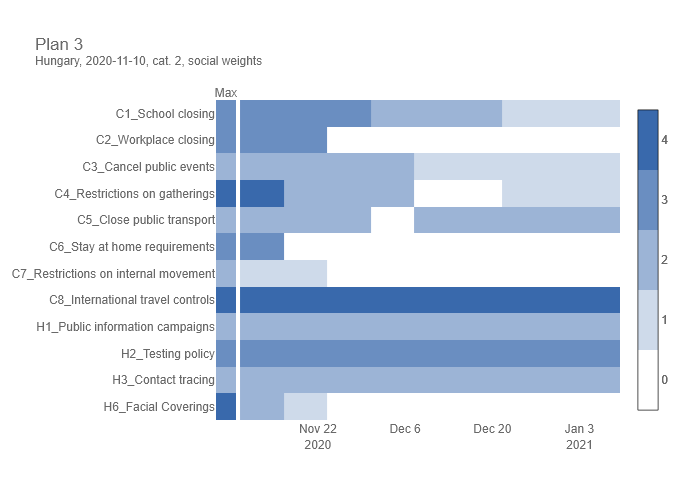 Plan 3
Hungary, 2020-11-10, cat. 2, social weights
Max
C1_School closing
C2_Workplace closing
C3_Cancel public events
C4_Restrictions on gatherings
C5_Close public transport
C6_Stay at home requirements
C7_Restrictions on internal movement
C8_International travel controls
H1_Public information campaigns
H2_Testing policy
H3_Contact tracing
H6_Facial Coverings
4
3
2
1
0
Nov 22 Dec 6 Dec 20 Jan 3
2020 2021